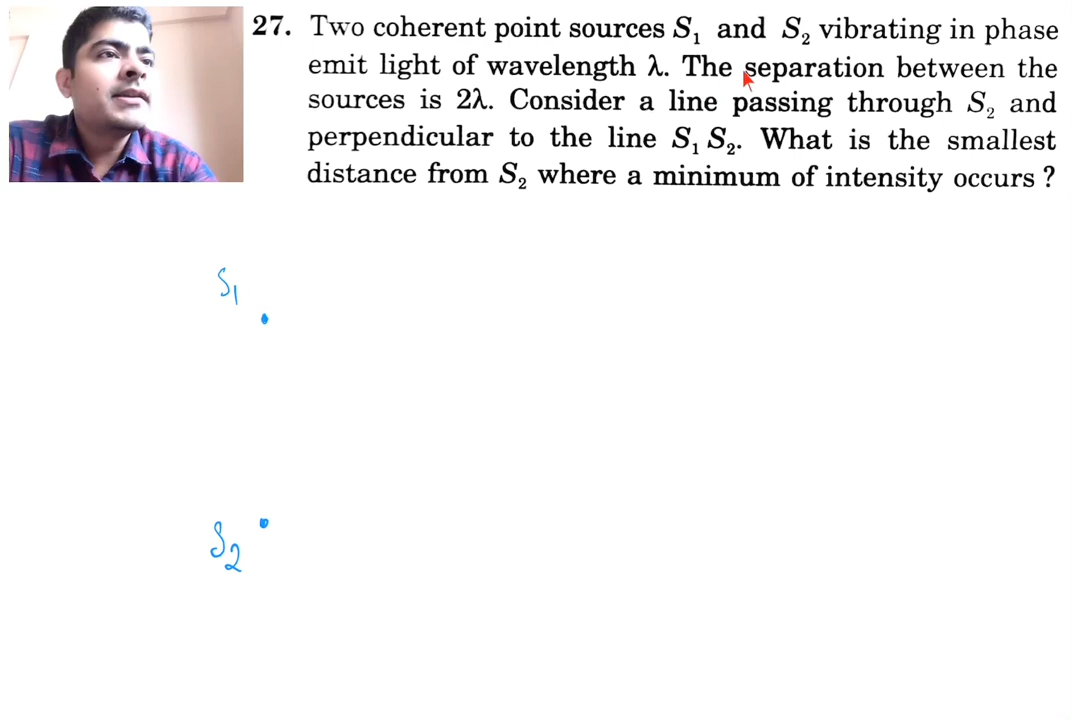 27. Two coherent point sources S₁ and S₂ vibrating in phase
emit light of wavelength λ. The separation between the
sources is 2λ. Consider a line passing through S₂ and
perpendicular to the line S₁ S₂. What is the smallest
distance from S₂ where a minimum of intensity occurs ?
S₁
S₂